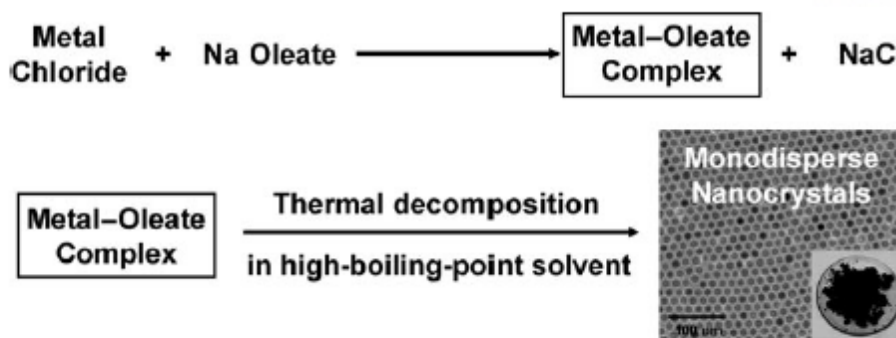 Metal
Chloride
+
Na Oleate
Metal–Oleate
Complex
+
NaC
Metal–Oleate
Complex
Thermal decomposition
in high-boiling-point solvent
Monodisperse
Nanocrystals